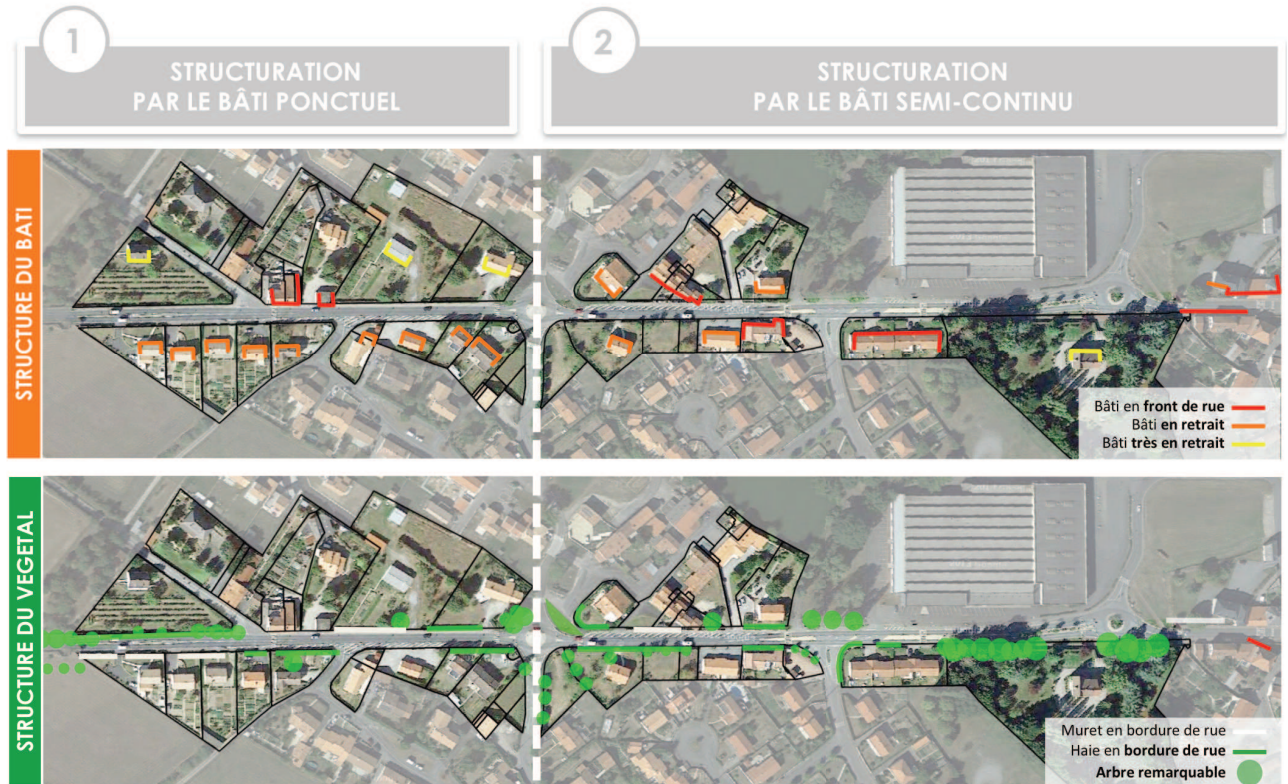 1
STRUCTURATION
PAR LE BÂTI PONCTUEL
2
STRUCTURATION
PAR LE BÂTI SEMI-CONTINU
STRUCTURE DU BATI
Bâti en front de rue
Bâti en retrait
Bâti très en retrait
STRUCTURE DU VEGETAL
Muret en bordure de rue
Haie en bordure de rue
Arbre remarquable